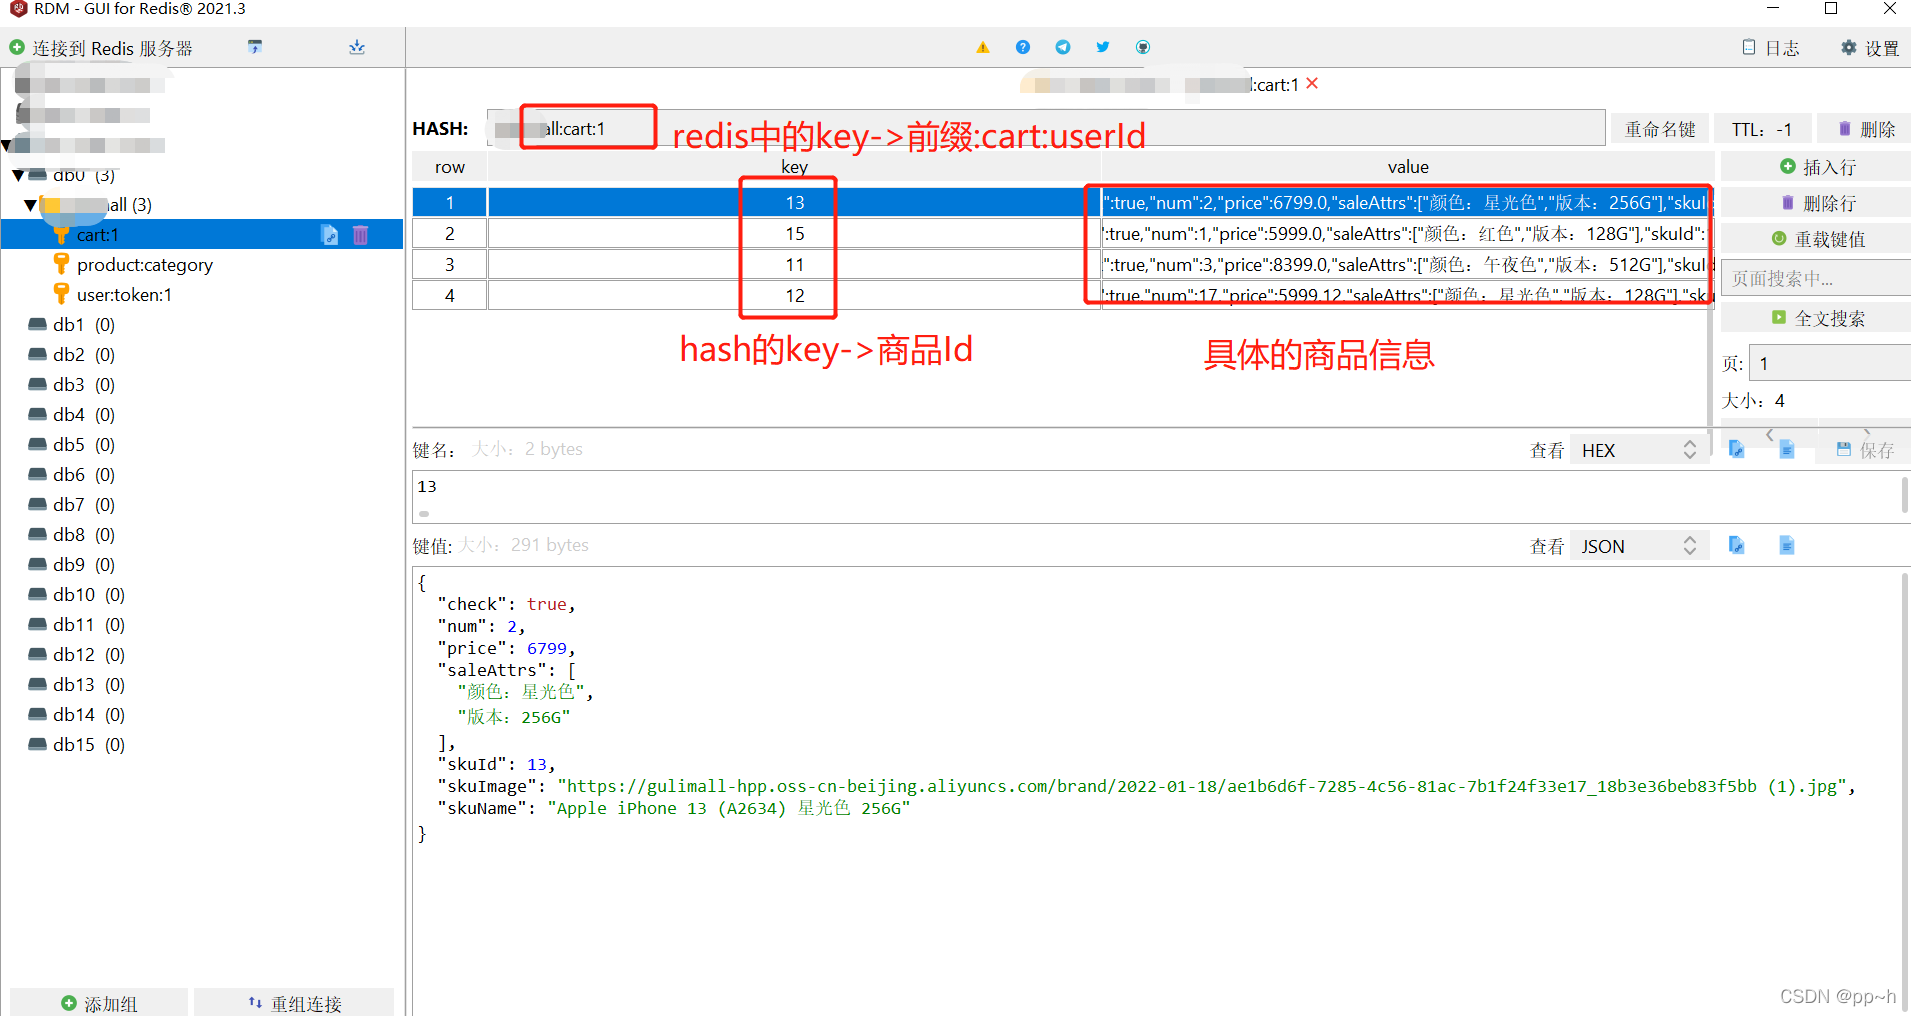 RDM - GUI for Redis® 2021.3
连接到 Redis 服务器
日志
设置
:cart:1
HASH:
all:cart:1
redis中的key->前缀:cart:userId
重命名键
TTL: -1
删除
db0 (3)
all (3)
cart:1
product:category
user:token:1
db1 (0)
db2 (0)
db3 (0)
db4 (0)
db5 (0)
db6 (0)
db7 (0)
db8 (0)
db9 (0)
db10 (0)
db11 (0)
db12 (0)
db13 (0)
db14 (0)
db15 (0)
添加组
重组连接
row key value
1 13 ":true,"num":2,"price":6799.0,"saleAttrs":["颜色：星光色","版本：256G"],"skuI
2 15 ":true,"num":1,"price":5999.0,"saleAttrs":["颜色：红色","版本：128G"],"skuId":
3 11 ":true,"num":3,"price":8399.0,"saleAttrs":["颜色：午夜色","版本：512G"],"skuId
4 12 ":true,"num":17,"price":5999.12,"saleAttrs":["颜色：星光色","版本：128G"],"sku
hash的key->商品Id
具体的商品信息
插入行
删除行
重载键值
页面搜索中...
全文搜索
页: 1
大小： 4
键名： 大小： 2 bytes
查看 HEX
保存
13
键值: 大小： 291 bytes
查看 JSON
{
"check": true,
"num": 2,
"price": 6799,
"saleAttrs": [
"颜色：星光色",
"版本：256G"
],
"skuId": 13,
"skuImage": "https://gulimall-hpp.oss-cn-beijing.aliyuncs.com/brand/2022-01-18/ae1b6d6f-7285-4c56-81ac-7b1f24f33e17_18b3e36beb83f5bb (1).jpg",
"skuName": "Apple iPhone 13 (A2634) 星光色 256G"
}
CSDN @pp~h